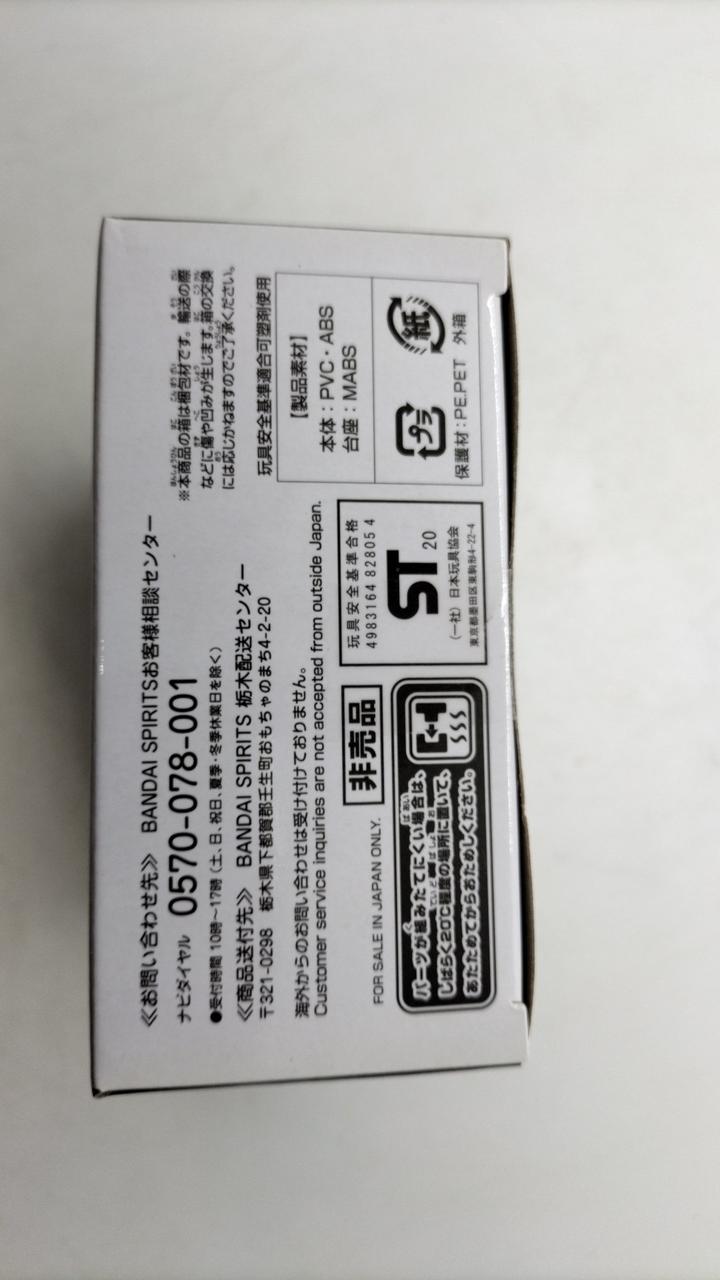 ≪お問い合わせ先≫ BANDAI SPIRITSお客様相談センター
ナビダイヤル 0570-078-001
●受付時間 10時～17時（土、日、祝日、夏季・冬季休業日を除く）
≪商品送付先≫ BANDAI SPIRITS 栃木配送センター
〒321-0298 栃木県下都賀郡壬生町おもちゃのまち4-2-20
海外からのお問い合わせは受け付けておりません。
Customer service inquiries are not accepted from outside Japan.
※本商品の箱は梱包材です。輸送の際
などに傷や凹みが生じます。箱の交換
には応じかねますのでご了承ください。
玩具安全基準適合可塑剤使用
【製品素材】
本体：PVC・ABS
台座：MABS
プラ
紙
保護材：PE.PET 外箱
FOR SALE IN JAPAN ONLY.
非売品
パーツが組みたてにくい場合は、
しばらく20℃程度の場所に置いて、
あたためてからおためしください。
玩具安全基準合格
4983164 828054
ST
20
（一社）日本玩具協会
東京都墨田区東駒形4-22-4